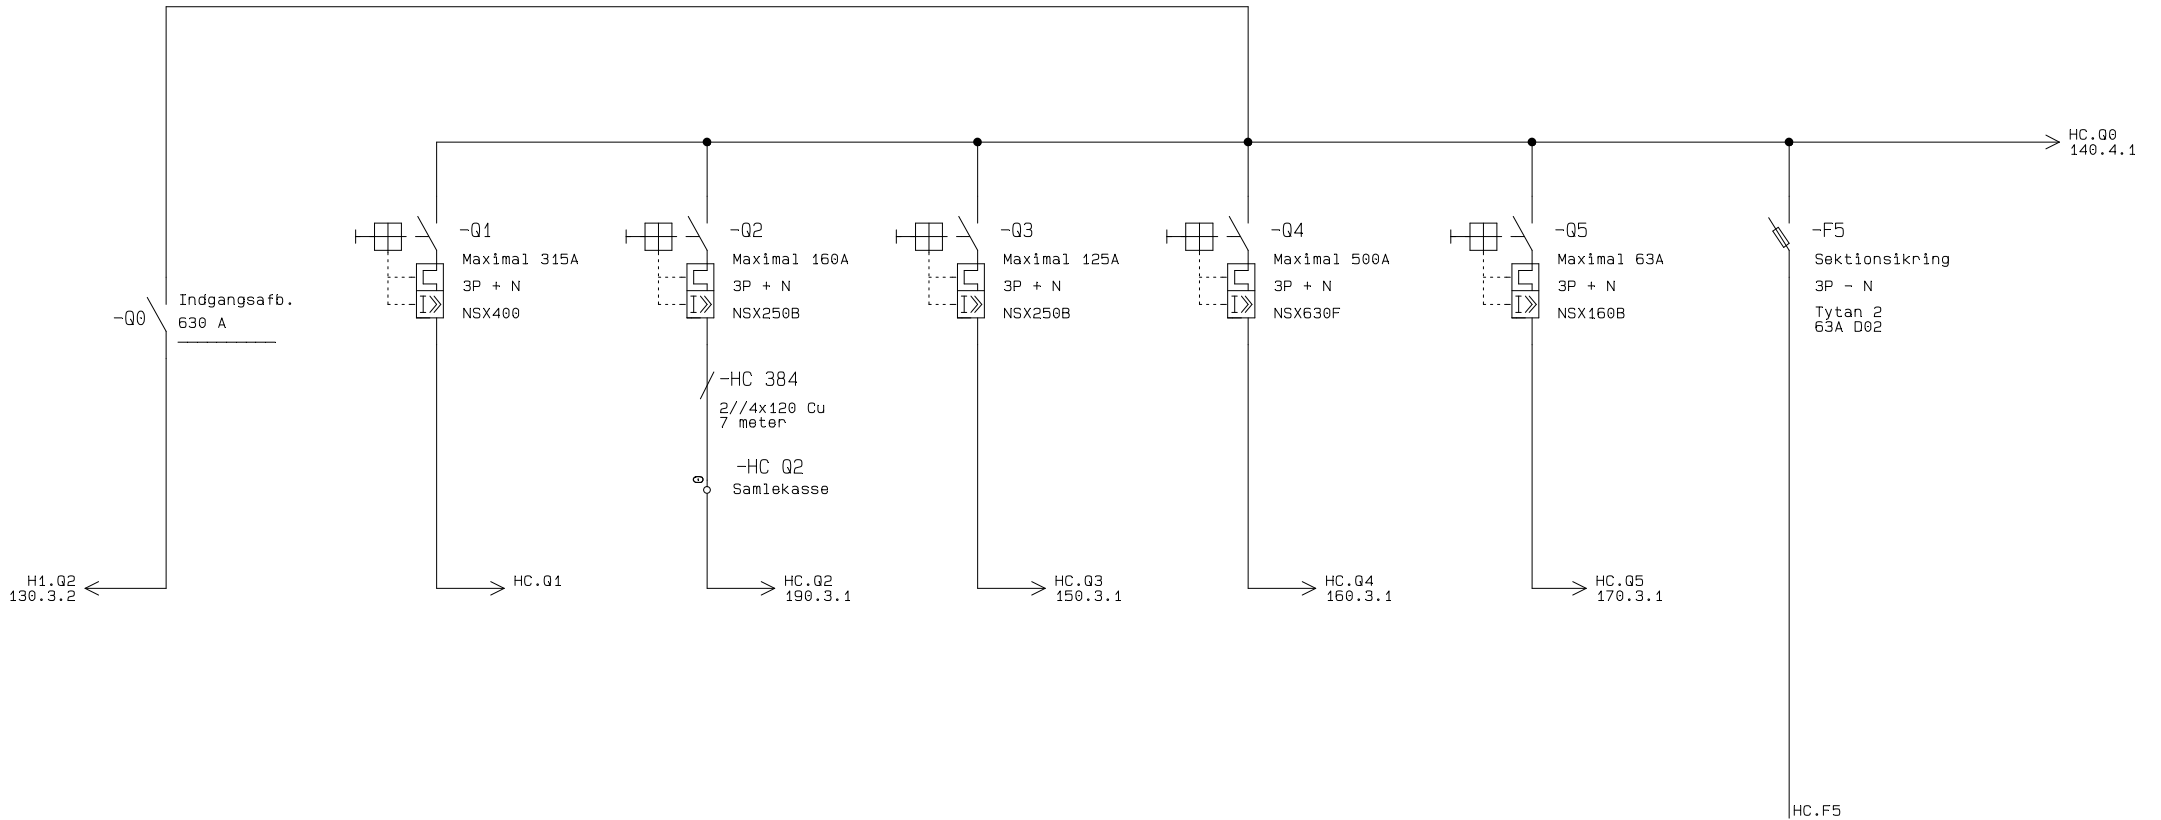 HC.Q0
140.4.1
-Q0
Indgangsafb.
630 A
-Q1
Maximal 315A
3P + N
NSX400
-Q2
Maximal 160A
3P + N
NSX250B
-Q3
Maximal 125A
3P + N
NSX250B
-Q4
Maximal 500A
3P + N
NSX630F
-Q5
Maximal 63A
3P + N
NSX160B
-F5
Sektionsikring
3P - N
Tytan 2
63A D02
I>>
I>>
I>>
I>>
I>>
-HC 384
2//4x120 Cu
7 meter
-HC Q2
0
Samlekasse
H1.Q2
130.3.2
HC.Q1
HC.Q2
190.3.1
HC.Q3
150.3.1
HC.Q4
160.3.1
HC.Q5
170.3.1
HC.F5